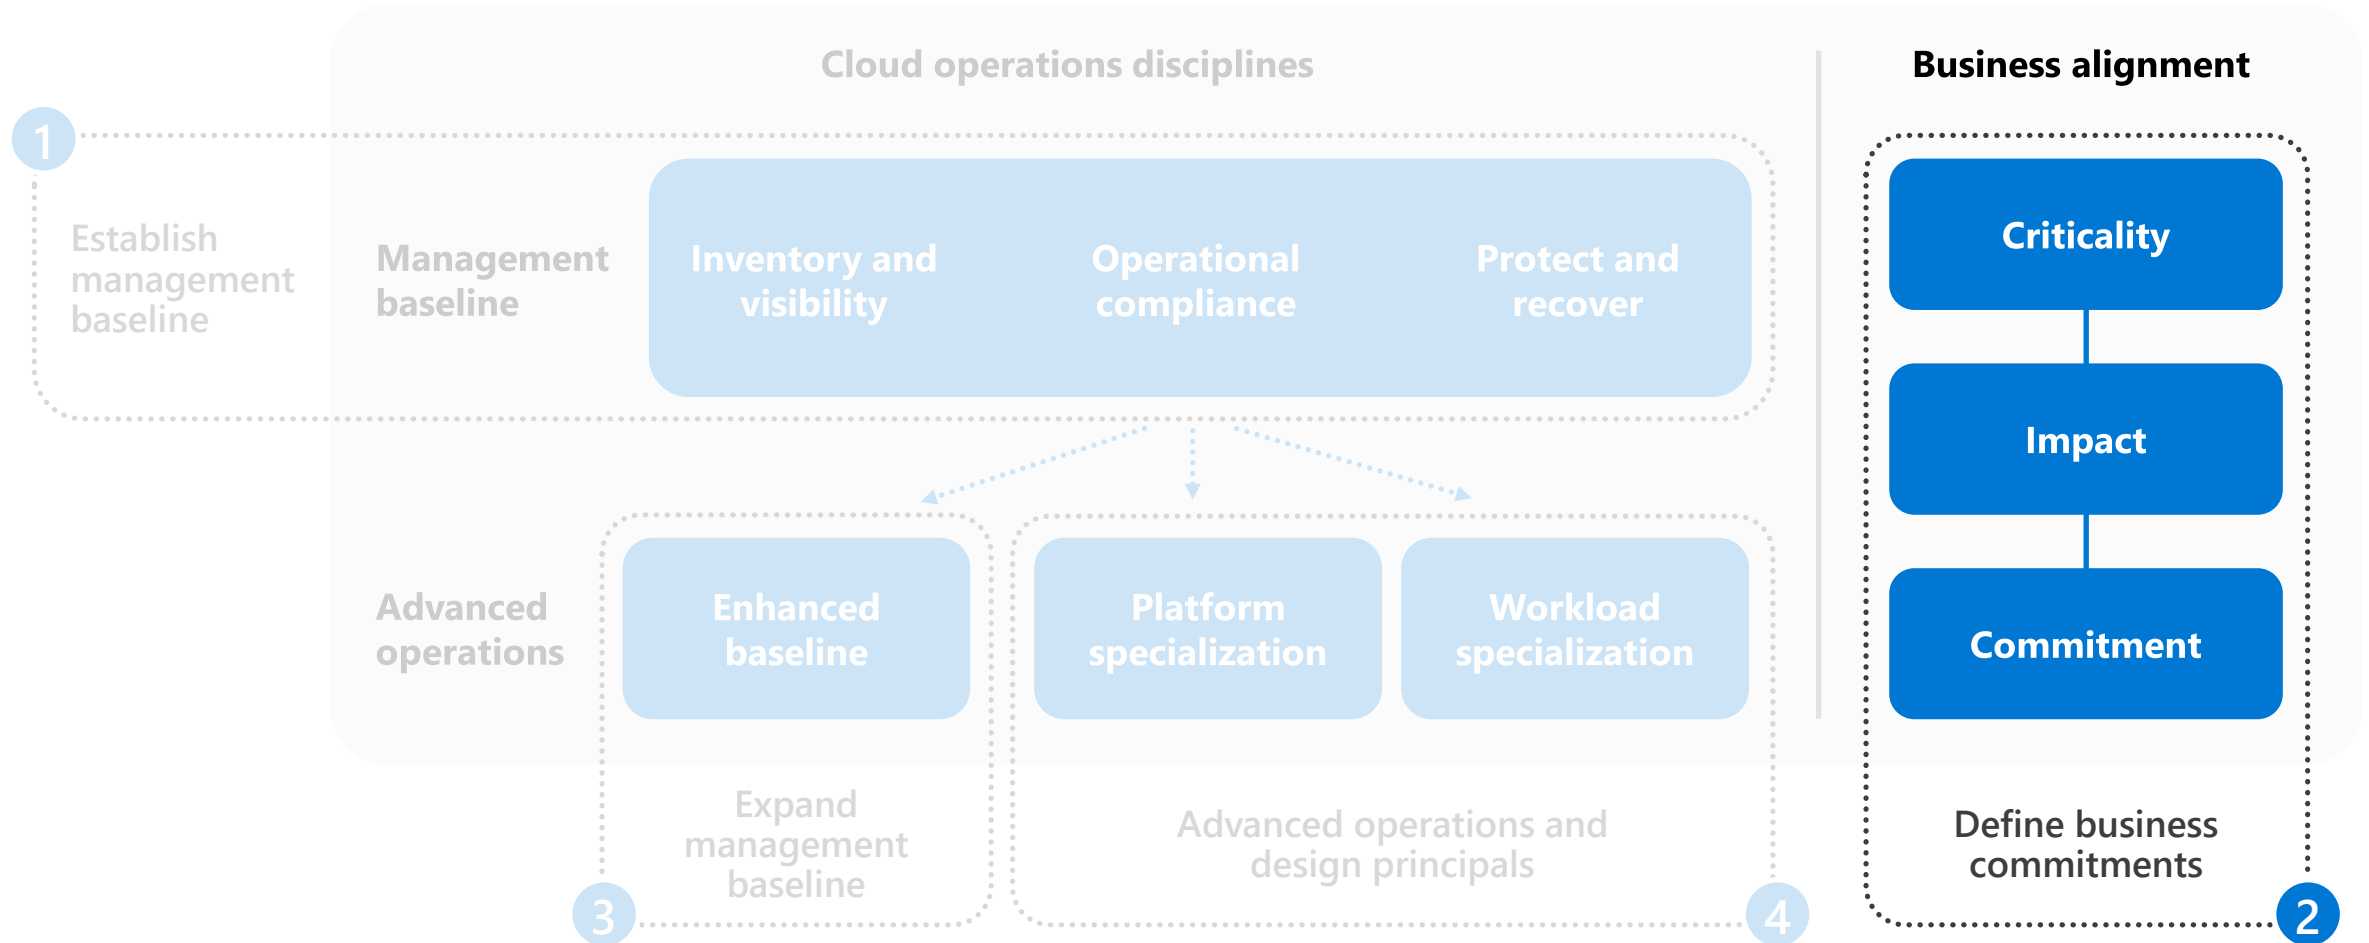 Cloud operations disciplines
Business alignment
1
Establish
management
baseline
Management
baseline
Inventory and
visibility
Operational
compliance
Protect and
recover
Criticality
Impact
Commitment
Advanced
operations
Enhanced
baseline
Platform
specialization
Workload
specialization
Expand
management
baseline
3
Advanced operations and
design principals
4
Define business
commitments
2